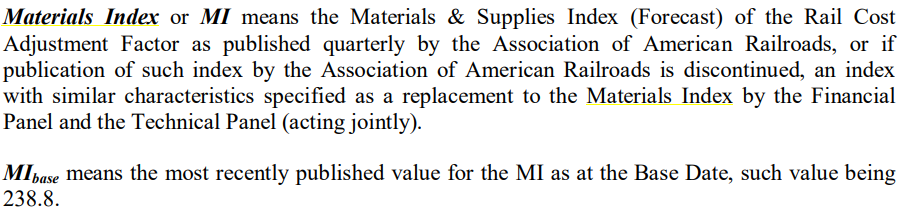 Materials Index or MI means the Materials & Supplies Index (Forecast) of the Rail Cost
Adjustment Factor as published quarterly by the Association of American Railroads, or if
publication of such index by the Association of American Railroads is discontinued, an index
with similar characteristics specified as a replacement to the Materials Index by the Financial
Panel and the Technical Panel (acting jointly).
MIbase means the most recently published value for the MI as at the Base Date, such value being
238.8.